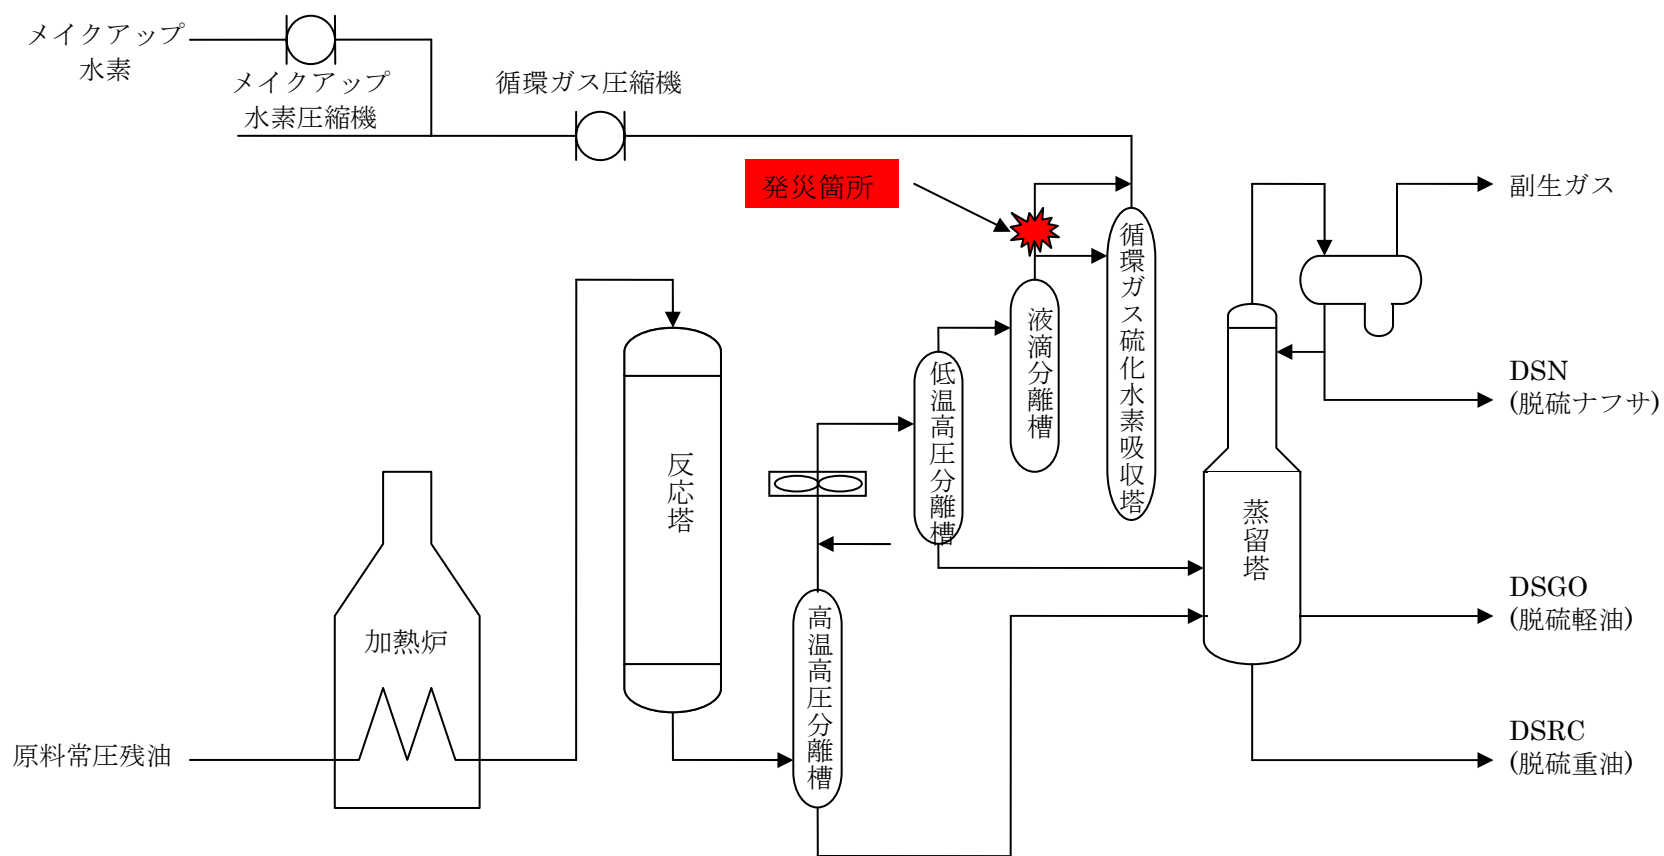 メイクアップ
水素
メイクアップ
水素圧縮機
循環ガス圧縮機
発災箇所
副生ガス
循環ガス硫化水素吸収塔
液滴分離槽
低温高圧分離槽
DSN
(脱硫ナフサ)
反応塔
蒸留塔
DSGO
(脱硫軽油)
高温高圧分離槽
加熱炉
原料常圧残油
DSRC
(脱硫重油)